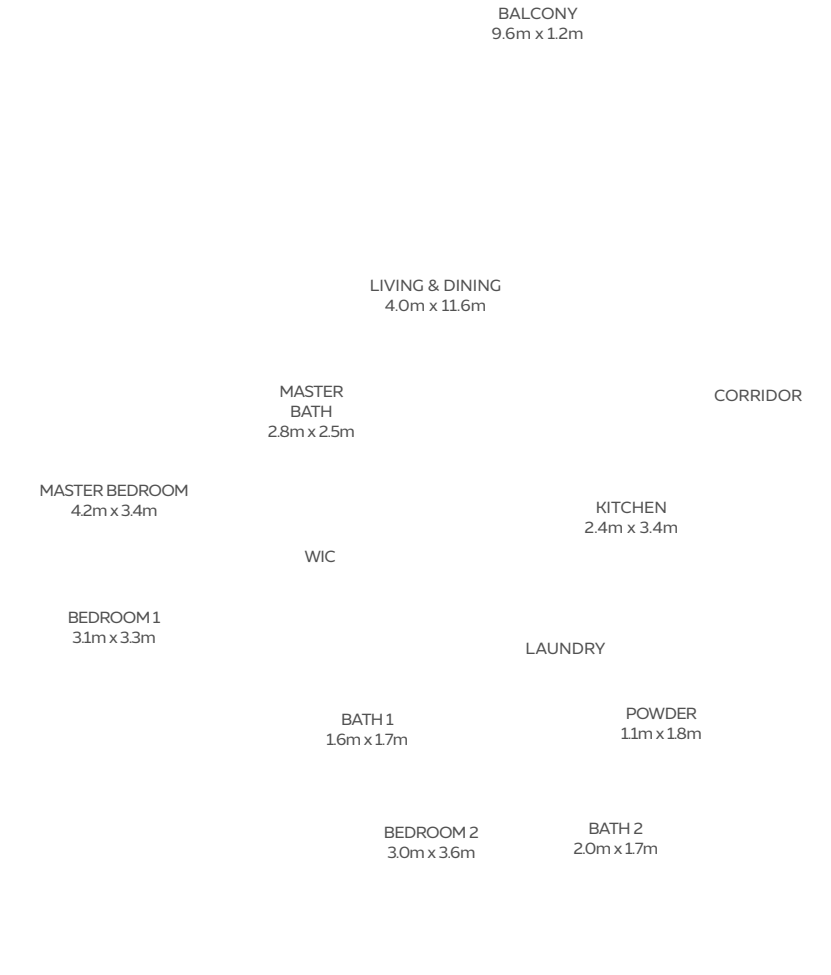 BALCONY
9.6m x 1.2m
LIVING & DINING
4.0m x 11.6m
MASTER
BATH
2.8m x 2.5m
CORRIDOR
MASTER BEDROOM
4.2m x 3.4m
KITCHEN
2.4m x 3.4m
WIC
BEDROOM 1
3.1m x 3.3m
LAUNDRY
BATH 1
1.6m x 1.7m
POWDER
1.1m x 1.8m
BEDROOM 2
3.0m x 3.6m
BATH 2
2.0m x 1.7m